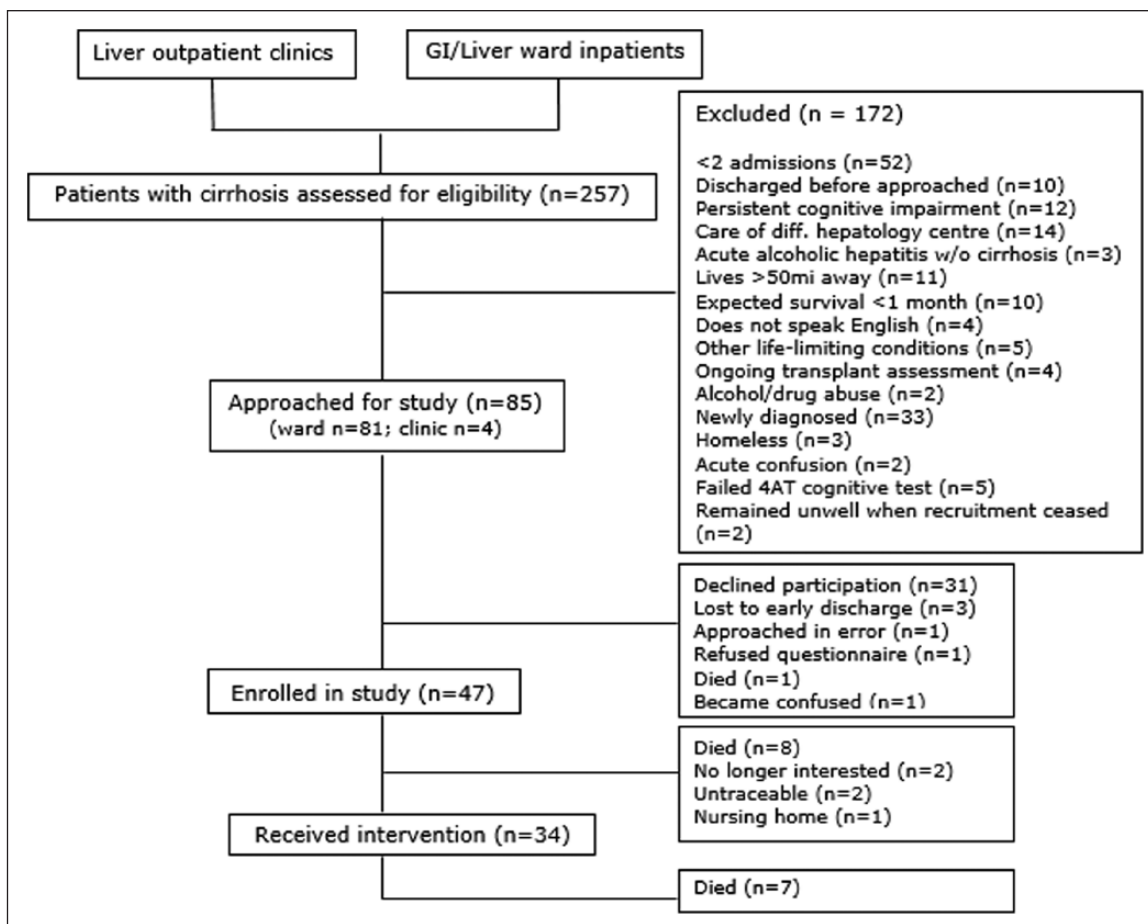 Liver outpatient clinics
GI/Liver ward inpatients
Patients with cirrhosis assessed for eligibility (n=257)
Excluded (n = 172)
<2 admissions (n=52)
Discharged before approached (n=10)
Persistent cognitive impairment (n=12)
Care of diff. hepatology centre (n=14)
Acute alcoholic hepatitis w/o cirrhosis (n=3)
Lives >50mi away (n=11)
Expected survival <1 month (n=10)
Does not speak English (n=4)
Other life-limiting conditions (n=5)
Ongoing transplant assessment (n=4)
Alcohol/drug abuse (n=2)
Newly diagnosed (n=33)
Homeless (n=3)
Acute confusion (n=2)
Failed 4AT cognitive test (n=5)
Remained unwell when recruitment ceased
(n=2)
Approached for study (n=85)
(ward n=81; clinic n=4)
Declined participation (n=31)
Lost to early discharge (n=3)
Approached in error (n=1)
Refused questionnaire (n=1)
Died (n=1)
Became confused (n=1)
Enrolled in study (n=47)
Died (n=8)
No longer interested (n=2)
Untraceable (n=2)
Nursing home (n=1)
Received intervention (n=34)
Died (n=7)